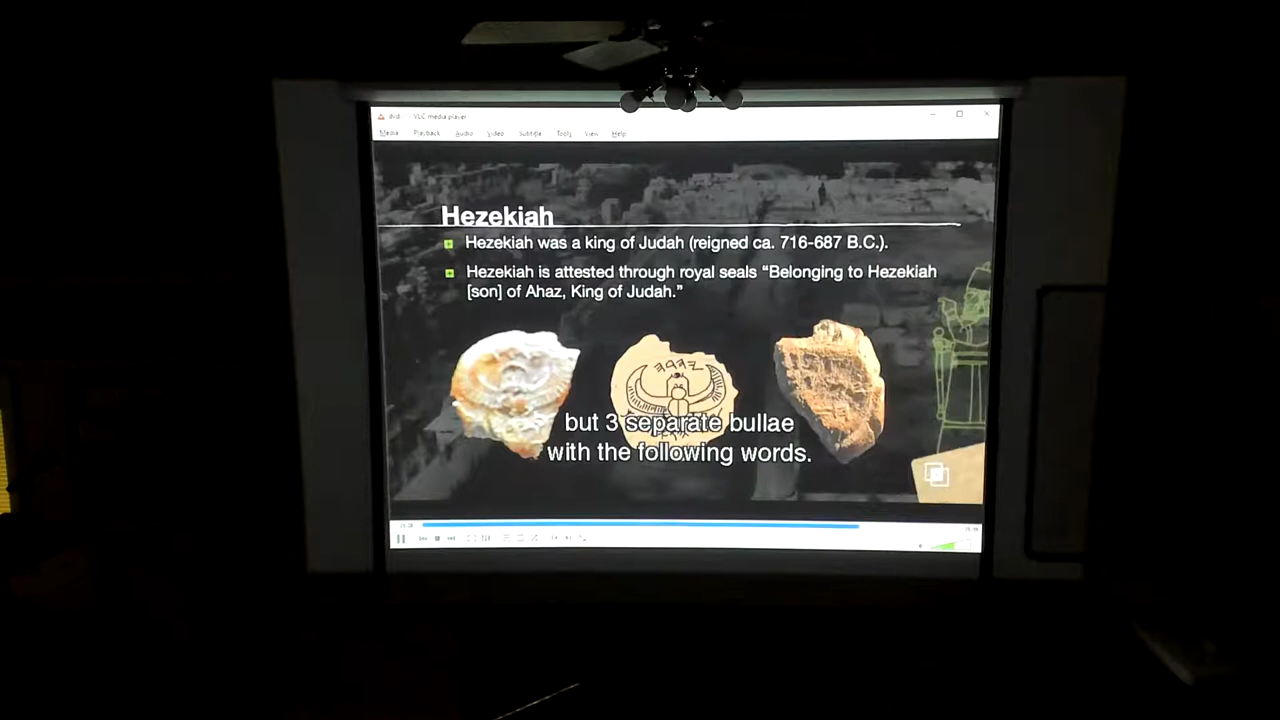 VLC media player
Media Playback Audio Video Subtitle Tools View Help
Hezekiah
Hezekiah was a king of Judah (reigned ca. 716-687 B.C.).
Hezekiah is attested through royal seals “Belonging to Hezekiah
[son] of Ahaz, King of Judah.”
but 3 separate bullae
with the following words.